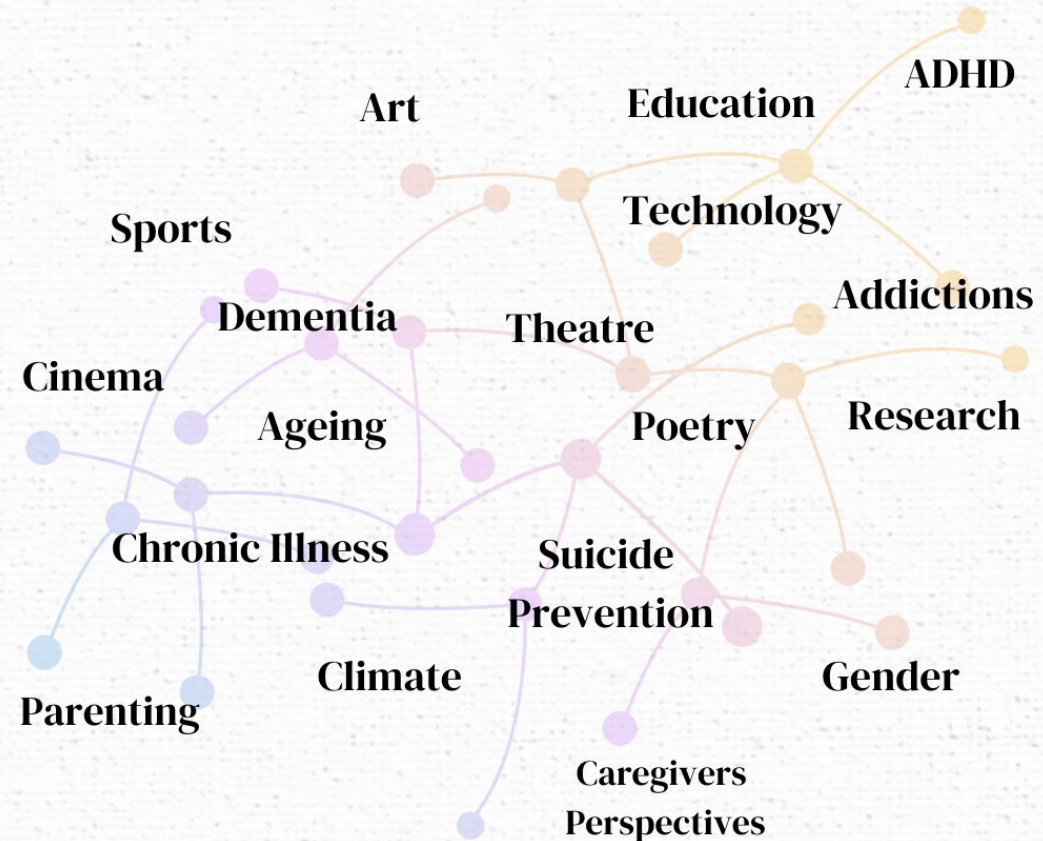 ADHD
Art
Education
Technology
Sports
Addictions
Dementia
Theatre
Cinema
Research
Ageing
Poetry
Chronic Illness
Suicide
Prevention
Climate
Gender
Parenting
Caregivers
Perspectives